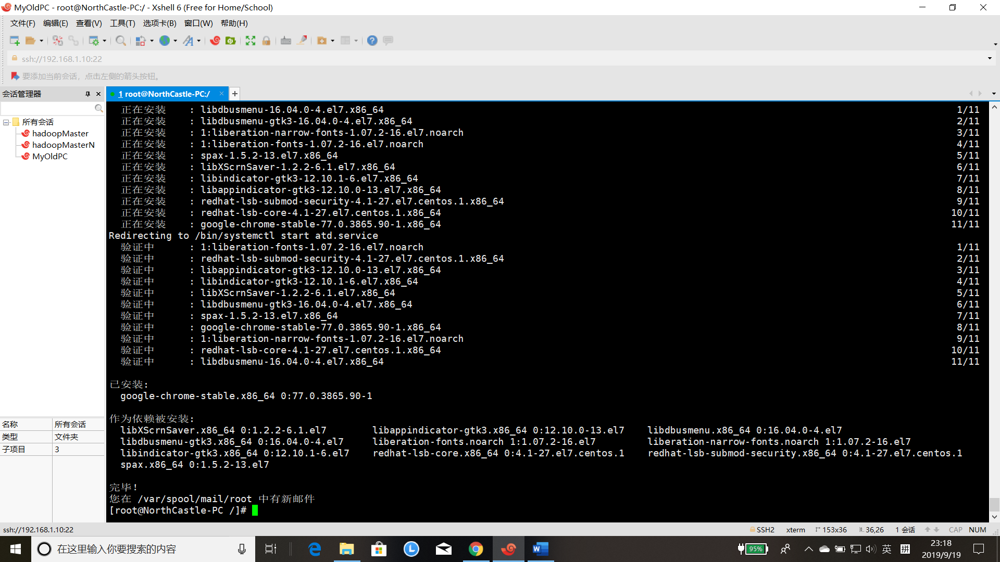 MyOldPC - root@NorthCastle-PC:/ - Xshell 6 (Free for Home/School)
文件(F) 编辑(E) 查看(V) 工具(T) 选项卡(B) 窗口(W) 帮助(H)
ssh://192.168.1.10:22
要添加当前会话，点击左侧的箭头按钮。
会话管理器
1 root@NorthCastle-PC:/
所有会话
hadoopMaster
hadoopMasterN
MyOldPC
名称 所有会话
类型 文件夹
子项目 3
正在安装 : libdbusmenu-16.04.0-4.el7.x86_64 1/11
正在安装 : libdbusmenu-gtk3-16.04.0-4.el7.x86_64 2/11
正在安装 : 1:liberation-narrow-fonts-1.07.2-16.el7.noarch 3/11
正在安装 : 1:liberation-fonts-1.07.2-16.el7.noarch 4/11
正在安装 : spax-1.5.2-13.el7.x86_64 5/11
正在安装 : libXScrnSaver-1.2.2-6.1.el7.x86_64 6/11
正在安装 : libindicator-gtk3-12.10.1-6.el7.x86_64 7/11
正在安装 : libappindicator-gtk3-12.10.0-13.el7.x86_64 8/11
正在安装 : redhat-lsb-submod-security-4.1-27.el7.centos.1.x86_64 9/11
正在安装 : redhat-lsb-core-4.1-27.el7.centos.1.x86_64 10/11
正在安装 : google-chrome-stable-77.0.3865.90-1.x86_64 11/11
Redirecting to /bin/systemctl start atd.service
验证中 : 1:liberation-fonts-1.07.2-16.el7.noarch 1/11
验证中 : redhat-lsb-submod-security-4.1-27.el7.centos.1.x86_64 2/11
验证中 : libappindicator-gtk3-12.10.0-13.el7.x86_64 3/11
验证中 : libindicator-gtk3-12.10.1-6.el7.x86_64 4/11
验证中 : libXScrnSaver-1.2.2-6.1.el7.x86_64 5/11
验证中 : libdbusmenu-gtk3-16.04.0-4.el7.x86_64 6/11
验证中 : spax-1.5.2-13.el7.x86_64 7/11
验证中 : google-chrome-stable-77.0.3865.90-1.x86_64 8/11
验证中 : 1:liberation-narrow-fonts-1.07.2-16.el7.noarch 9/11
验证中 : redhat-lsb-core-4.1-27.el7.centos.1.x86_64 10/11
验证中 : libdbusmenu-16.04.0-4.el7.x86_64 11/11
已安装:
google-chrome-stable.x86_64 0:77.0.3865.90-1
作为依赖被安装:
libXScrnSaver.x86_64 0:1.2.2-6.1.el7 libappindicator-gtk3.x86_64 0:12.10.0-13.el7 libdbusmenu.x86_64 0:16.04.0-4.el7
libdbusmenu-gtk3.x86_64 0:16.04.0-4.el7 liberation-fonts.noarch 1:1.07.2-16.el7 liberation-narrow-fonts.noarch 1:1.07.2-16.el7
libindicator-gtk3.x86_64 0:12.10.1-6.el7 redhat-lsb-core.x86_64 0:4.1-27.el7.centos.1 redhat-lsb-submod-security.x86_64 0:4.1-27.el7.centos.1
spax.x86_64 0:1.5.2-13.el7
完毕！
您在 /var/spool/mail/root 中有新邮件
[root@NorthCastle-PC /]#
ssh://192.168.1.10:22 SSH2 xterm 153x36 36,26 1 会话 CAP NUM
在这里输入你要搜索的内容
95% 英 拼
23:18
2019/9/19